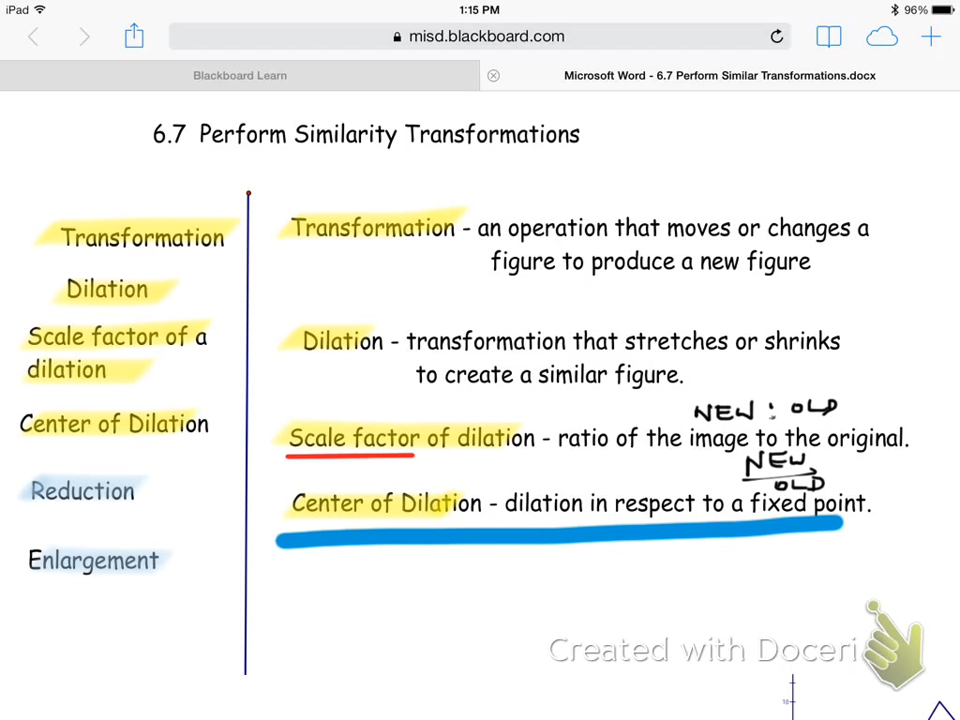 iPad 1:15 PM 96%
misd.blackboard.com
Blackboard Learn Microsoft Word - 6.7 Perform Similar Transformations.docx
6.7 Perform Similarity Transformations
Transformation
Dilation
Scale factor of a
dilation
Center of Dilation
Reduction
Enlargement
Transformation - an operation that moves or changes a
figure to produce a new figure
Dilation - transformation that stretches or shrinks
to create a similar figure.
NEW : OLD
Scale factor of dilation - ratio of the image to the original.
NEW
OLD
Center of Dilation - dilation in respect to a fixed point.
Created with Doceri